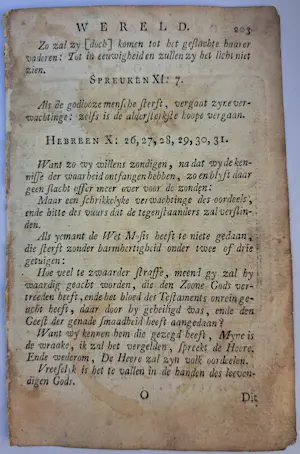 WERELD. 203
Zo zal zy [doch] komen tot het geslachte haarer
vaderen: Tot in eeuwigheid en zullen zy het licht niet
zien.
SPREUKEN XI: 7.
Als de godlooze mensche sterft, vergaat zyne ver-
wachtinge: zelfs is de aldersterkste hoope vergaan.
HEBREEN X: 26, 27, 28, 29, 30, 31.
Want zo wy willens zondigen, na dat wy de ken-
nisse der waarheid ontfangen hebben, zo en blyft daar
geen slacht offer meer over voor de zonden:
Maar een schrikkelyke verwachtinge des oordeels,
ende hitte des vuurs dat de tegenstaanders zal verslin-
den.
Als yemant de Wet Mosis heeft te niete gedaan,
die sterft zonder barmhertigheid onder twee of drie
getuigen:
Hoe veel te zwaarder straffe, meent gy zal hy
waardig geacht worden, die den Zoone Gods ver-
treeden heeft, ende het bloed des Testaments onrein ge-
acht heeft, daar door hy geheiligd was, ende den
Geest der genade smaadheid heeft aangedaan?
Want wy kennen hem die gezegd heeft, Myne is
de wraake, ik zal het vergelden, spreekt de Heere.
Ende wederom, De Heere zal zyn volk oordeelen.
Vreeselyk is het te vallen in de handen des leeven-
digen Gods.
O Dit